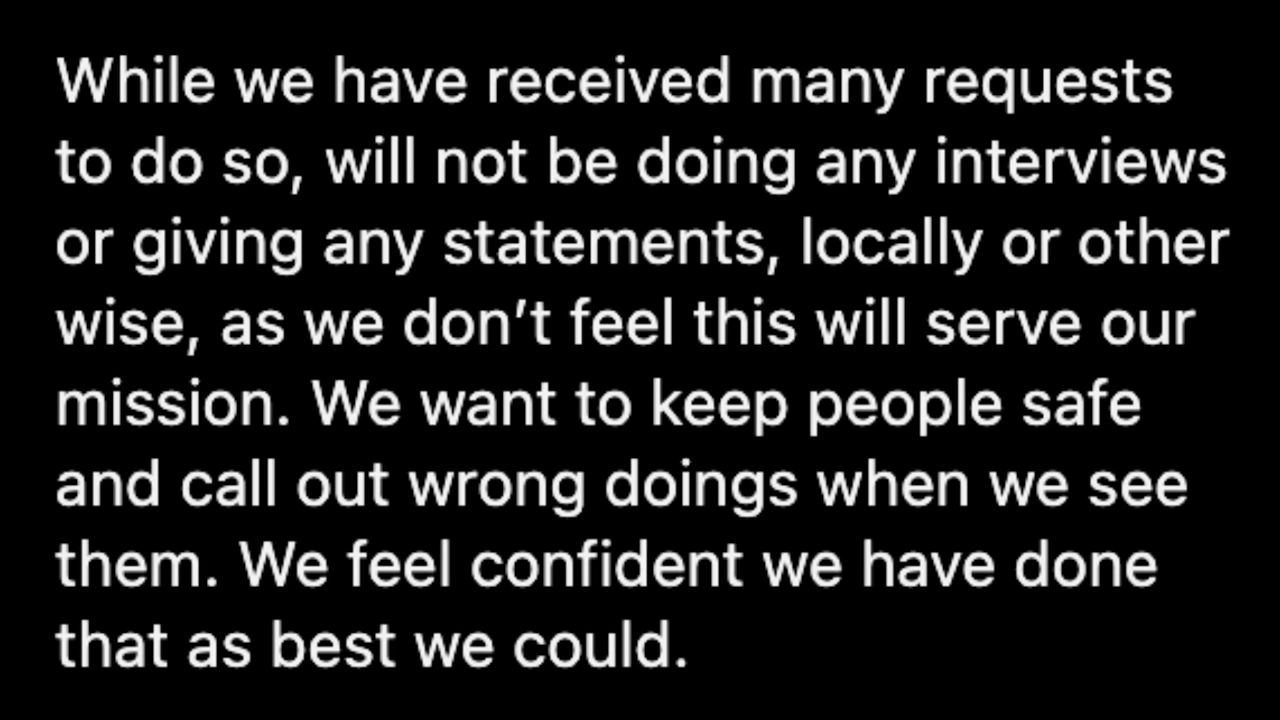 While we have received many requests
to do so, will not be doing any interviews
or giving any statements, locally or other
wise, as we don’t feel this will serve our
mission. We want to keep people safe
and call out wrong doings when we see
them. We feel confident we have done
that as best we could.